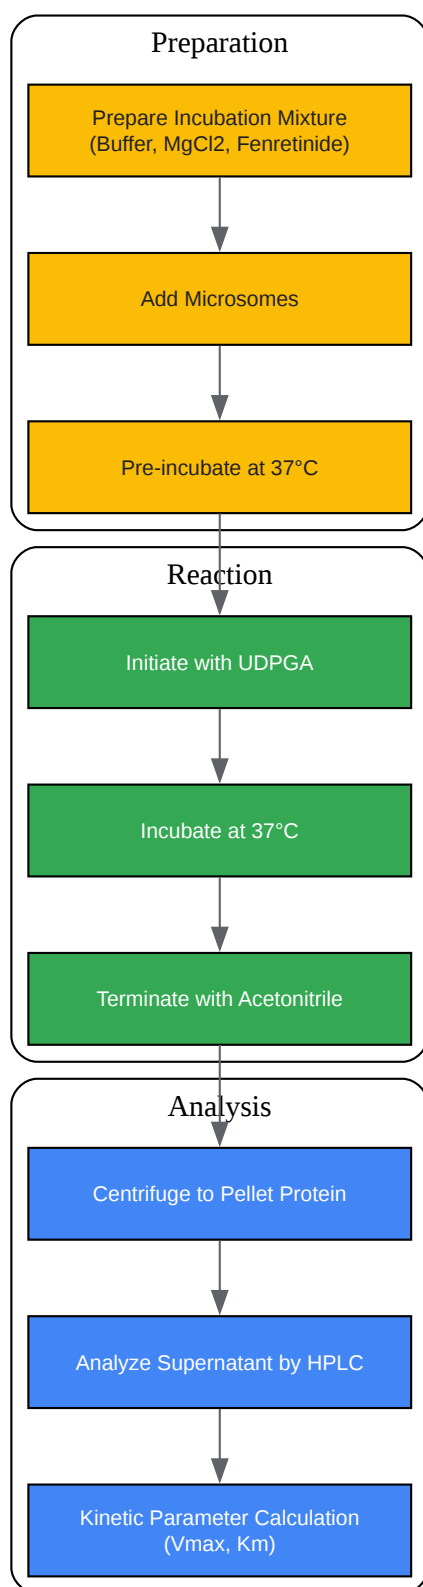 Preparation
Prepare Incubation Mixture
(Buffer, MgCl2, Fenretinide)
Add Microsomes
Pre-incubate at 37°C
Reaction
Initiate with UDPGA
Incubate at 37°C
Terminate with Acetonitrile
Analysis
Centrifuge to Pellet Protein
Analyze Supernatant by HPLC
Kinetic Parameter Calculation
(Vmax, Km)